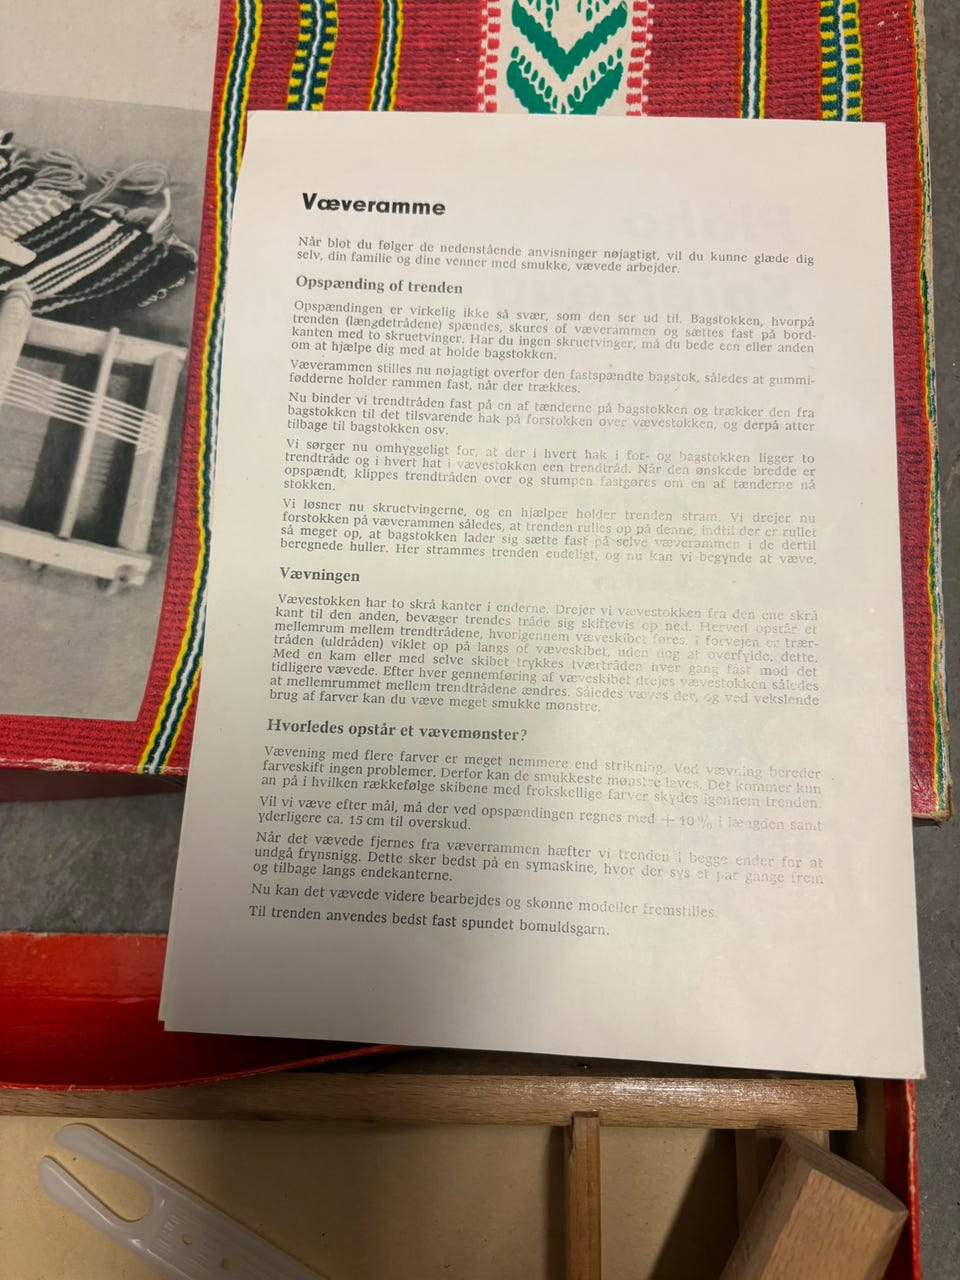 Væveramme
Når blot du følger de nedenstående anvisninger nøjagtigt, vil du kunne glæde dig
selv, din familie og dine venner med smukke, vævede arbejder.
Opspænding of trenden
Opspændingen er virkelig ikke så svær, som den ser ud til. Bagstokken, hvorpå
trenden (længdetrådene) spændes, skures of væverammen og sættes fast på bord-
kanten med to skruetvinger. Har du ingen skruetvinger, må du bede een eller anden
om at hjælpe dig med at holde bagstokken.
Væverammen stilles nu nøjagtigt overfor den fastspændte bagstok, således at gummi-
fødderne holder rammen fast, når der trækkes.
Nu binder vi trendtråden fast på en af tænderne på bagstokken og trækker den fra
bagstokken til det tilsvarende hak på forstokken over vævestokken, og derpå atter
tilbage til bagstokken osv.
Vi sørger nu omhyggeligt for, at der i hvert hak i for- og bagstokken ligger to
trendtråde og i hvert hat i vævestokken een trendtråd. Når den ønskede bredde er
opspændt, klippes trendtråden over og stumpen fastgøres om en af tænderne nå
stokken.
Vi løsner nu skruetvingerne, og en hjælper holder trenden stram. Vi drejer nu
forstokken på væverammen således, at trenden rulles op på denne, indtil der er rullet
så meget op, at bagstokken lader sig sætte fast på selve væverammen i de dertil
beregnede huller. Her strammes trenden endeligt, og nu kan vi begynde at væve.
Vævningen
Vævestokken har to skrå kanter i enderne. Drejer vi vævestokken fra den ene skrå
kant til den anden, bevæger trendes tråde sig skiftevis op ned. Herved opstår et
mellemrum mellem trendtrådene, hvorigennem væveskibet føres. i forvejen er trær-
tråden (uldråden) viklet op på langs of væveskibet, uden dog at overfylde. dette.
Med en kam eller med selve skibet trykkes tværtråden hver gang fast mod det
tidligere vævede. Efter hver gennemføring af væveskibet drejes vævestokken således
at mellemrummet mellem trendtrådene ændres. Således væves der, og ved vekslende
brug af farver kan du væve meget smukke mønstre.
Hvorledes opstår et vævemønster?
Vævening med flere farver er meget nemmere end strikning. Ved vævning bereder
farveskift ingen problemer. Derfor kan de smukkeste mønstre laves. Det kommer kun
an på i hvilken rækkefølge skibene med frokskellige farver skydes igennem trenden.
Vil vi væve efter mål, må der ved opspændingen regnes med + 10 % i længden samt
yderligere ca. 15 cm til overskud.
Når det vævede fjernes fra væverrammen hæfter vi trenden i begge ender for at
undgå frynsnigg. Dette sker bedst på en symaskine, hvor der sys et par gange frem
og tilbage langs endekanterne.
Nu kan det vævede videre bearbejdes og skønne modeller fremstilles.
Til trenden anvendes bedst fast spundet bomuldsgarn.